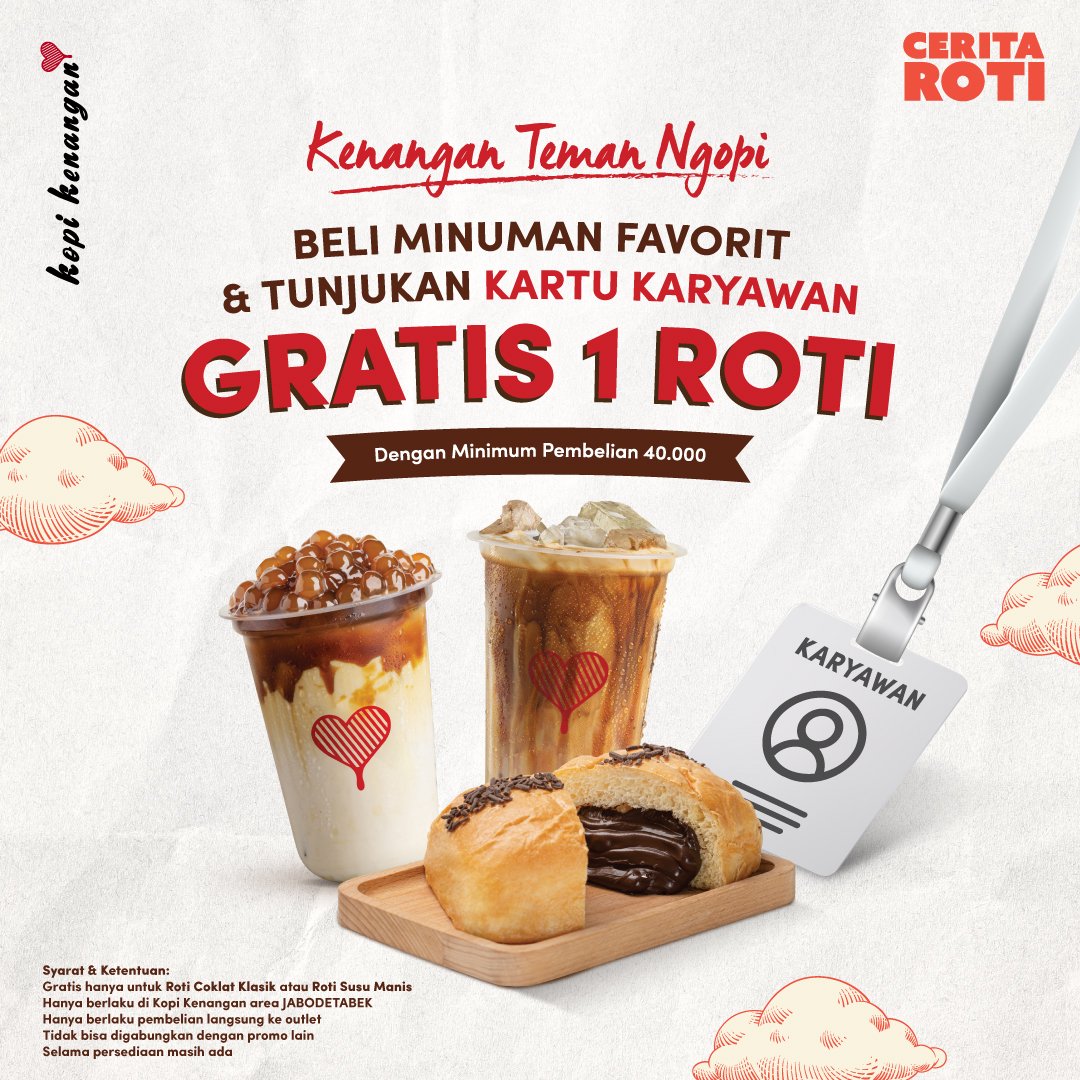 kopi kenangan
CERITA
ROTI
Kenangan Teman Ngopi
BELI MINUMAN FAVORIT
& TUNJUKAN KARTU KARYAWAN
GRATIS 1 ROTI
Dengan Minimum Pembelian 40.000
KARYAWAN
Syarat & Ketentuan:
Gratis hanya untuk Roti Coklat Klasik atau Roti Susu Manis
Hanya berlaku di Kopi Kenangan area JABODETABEK
Hanya berlaku pembelian langsung ke outlet
Tidak bisa digabungkan dengan promo lain
Selama persediaan masih ada